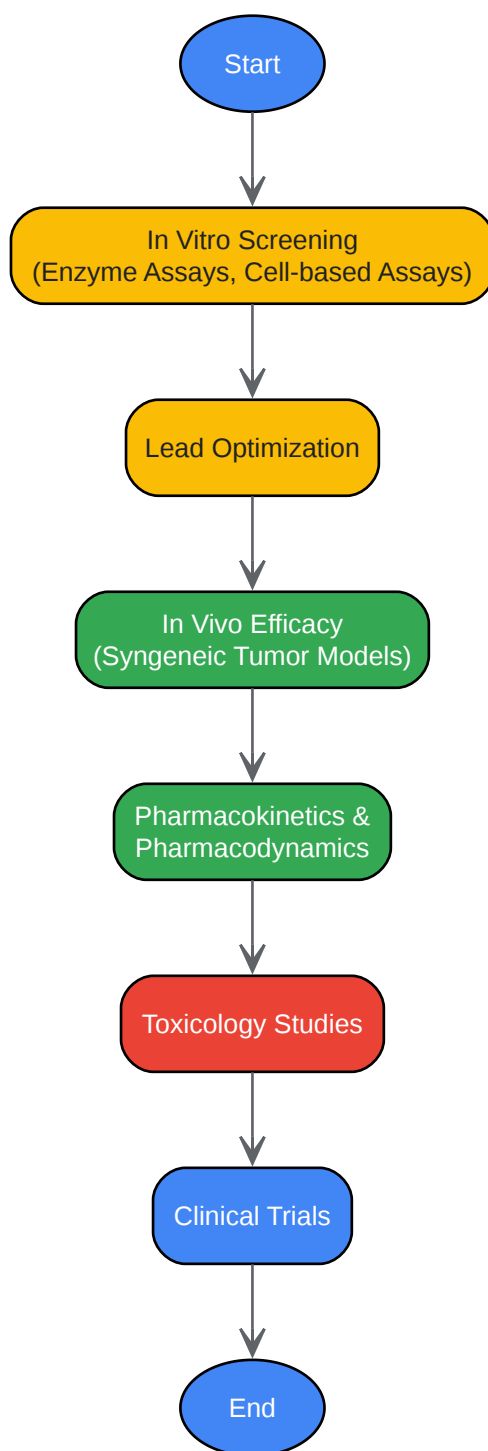 Start
In Vitro Screening
(Enzyme Assays, Cell-based Assays)
Lead Optimization
In Vivo Efficacy
(Syngeneic Tumor Models)
Pharmacokinetics &
Pharmacodynamics
Toxicology Studies
Clinical Trials
End